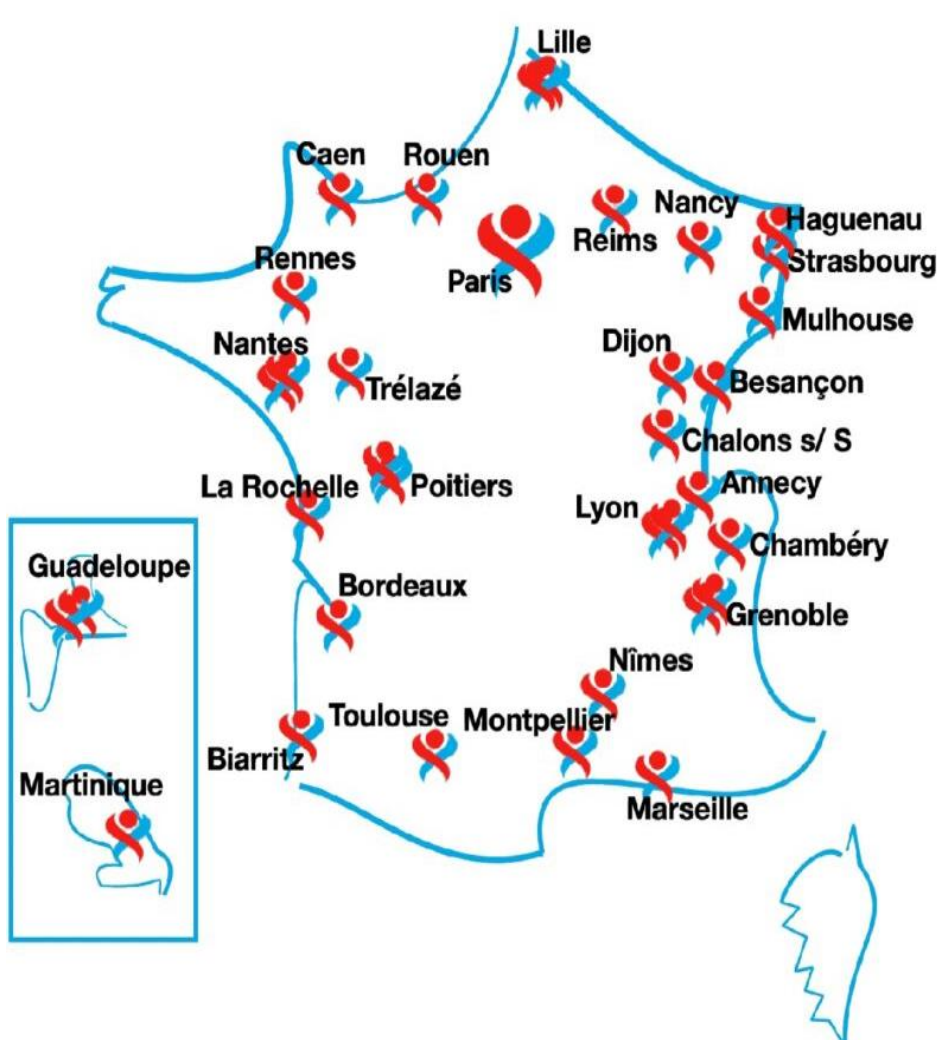 Lille
Caen
Rouen
Nancy
Haguenau
Reims
Strasbourg
Rennes
Paris
Mulhouse
Nantes
Dijon
Trélazé
Besançon
Chalons s/ S
La Rochelle
Poitiers
Annecy
Lyon
Chambéry
Guadeloupe
Bordeaux
Grenoble
Nîmes
Toulouse
Montpellier
Biarritz
Martinique
Marseille